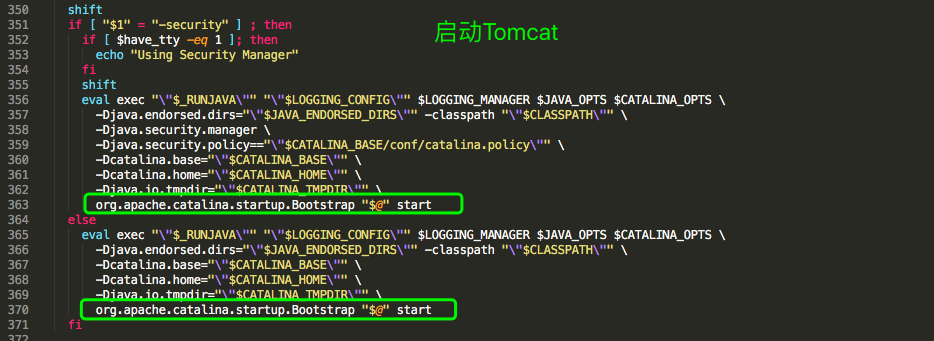 启动Tomcat
350 shift
351 if [ "$1" = "-security" ] ; then
352 if [ $have_tty -eq 1 ]; then
353 echo "Using Security Manager"
354 fi
355 shift
356 eval exec "\"$_RUNJAVA\"" "\"$LOGGING_CONFIG\"" $LOGGING_MANAGER $JAVA_OPTS $CATALINA_OPTS \
357 -Djava.endorsed.dirs="\"$JAVA_ENDORSED_DIRS\"" -classpath "\"$CLASSPATH\"" \
358 -Djava.security.manager \
359 -Djava.security.policy=="\"$CATALINA_BASE/conf/catalina.policy\"" \
360 -Dcatalina.base="\"$CATALINA_BASE\"" \
361 -Dcatalina.home="\"$CATALINA_HOME\"" \
362 -Djava.io.tmpdir="\"$CATALINA_TMPDIR\"" \
363 org.apache.catalina.startup.Bootstrap "$@" start
364 else
365 eval exec "\"$_RUNJAVA\"" "\"$LOGGING_CONFIG\"" $LOGGING_MANAGER $JAVA_OPTS $CATALINA_OPTS \
366 -Djava.endorsed.dirs="\"$JAVA_ENDORSED_DIRS\"" -classpath "\"$CLASSPATH\"" \
367 -Dcatalina.base="\"$CATALINA_BASE\"" \
368 -Dcatalina.home="\"$CATALINA_HOME\"" \
369 -Djava.io.tmpdir="\"$CATALINA_TMPDIR\"" \
370 org.apache.catalina.startup.Bootstrap "$@" start
371 fi
372